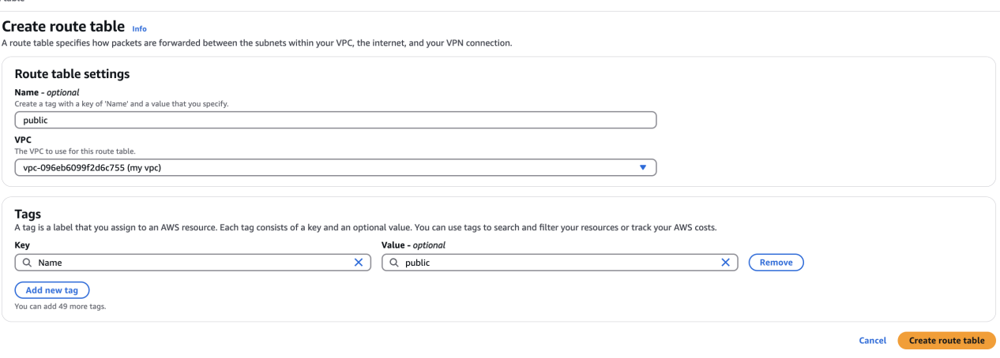 Create route table Info
A route table specifies how packets are forwarded between the subnets within your VPC, the internet, and your VPN connection.
Route table settings
Name - optional
Create a tag with a key of 'Name' and a value that you specify.
public
VPC
The VPC to use for this route table.
vpc-096eb6099f2d6c755 (my vpc)
Tags
A tag is a label that you assign to an AWS resource. Each tag consists of a key and an optional value. You can use tags to search and filter your resources or track your AWS costs.
Key Value - optional
Name public Remove
Add new tag
You can add 49 more tags.
Cancel Create route table